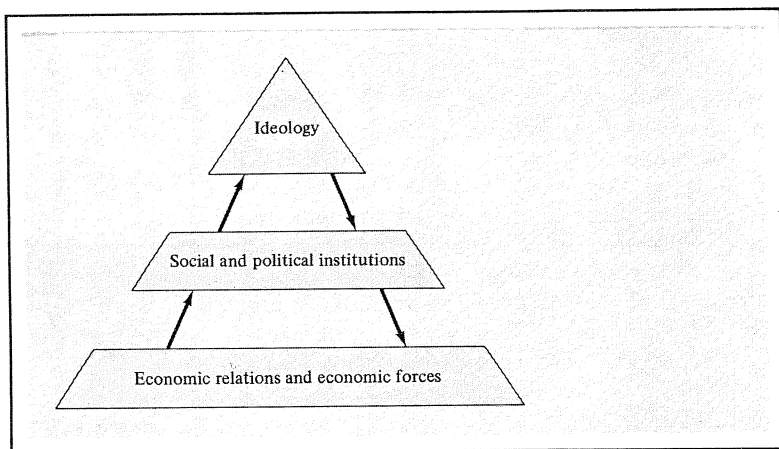 Ideology
Social and political institutions
Economic relations and economic forces